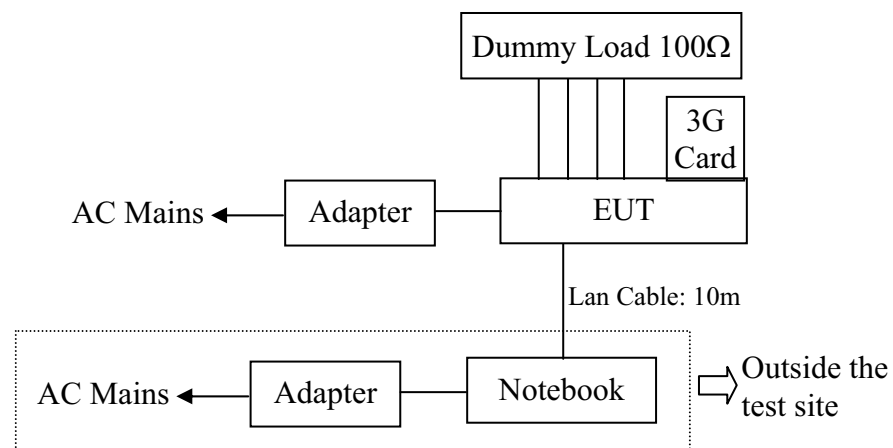 Dummy Load 100Ω
3G
Card
AC Mains
Adapter
EUT
Lan Cable: 10m
AC Mains
Adapter
Notebook
Outside the
test site